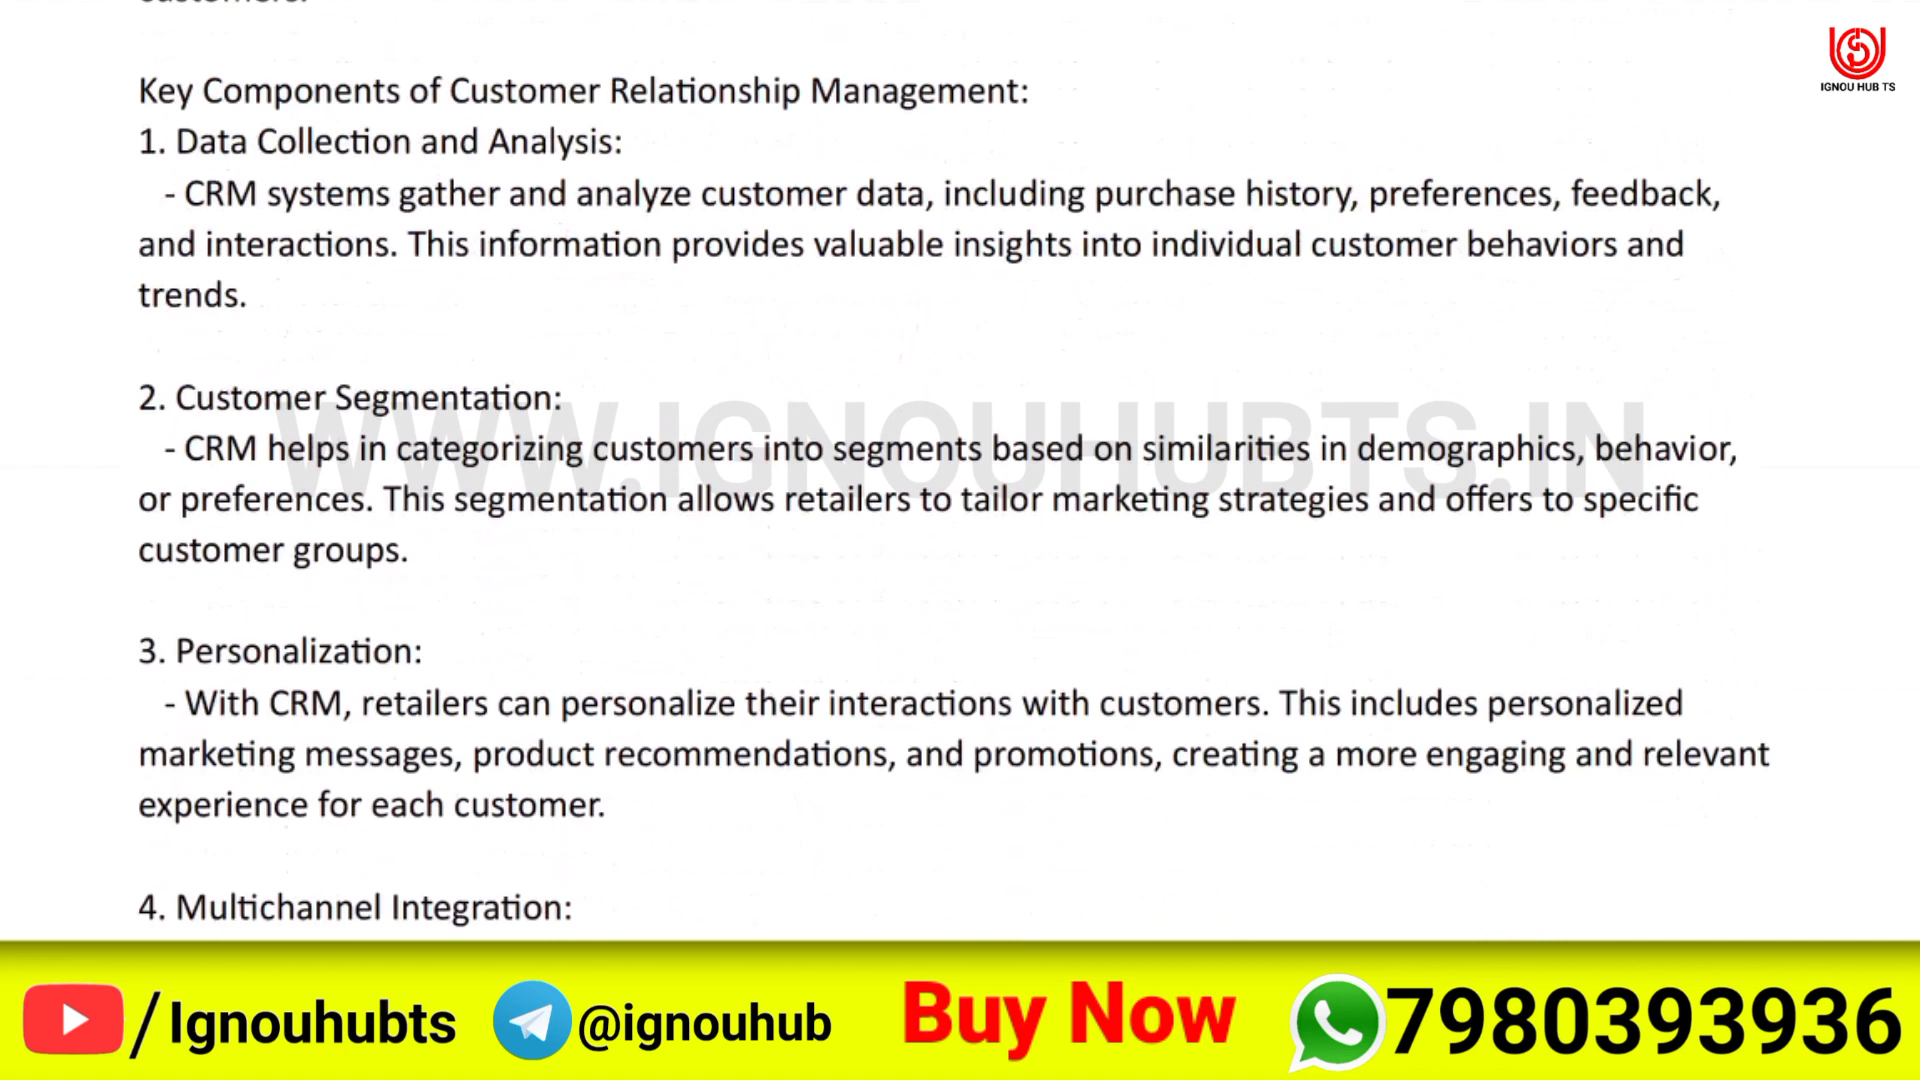 customers.
IGNOU HUB TS
Key Components of Customer Relationship Management:
1. Data Collection and Analysis:
- CRM systems gather and analyze customer data, including purchase history, preferences, feedback,
and interactions. This information provides valuable insights into individual customer behaviors and
trends.
2. Customer Segmentation:
WWW.IGNOUHUBTS.IN
- CRM helps in categorizing customers into segments based on similarities in demographics, behavior,
or preferences. This segmentation allows retailers to tailor marketing strategies and offers to specific
customer groups.
3. Personalization:
- With CRM, retailers can personalize their interactions with customers. This includes personalized
marketing messages, product recommendations, and promotions, creating a more engaging and relevant
experience for each customer.
4. Multichannel Integration:
/Ignouhubts @ignouhub Buy Now 7980393936